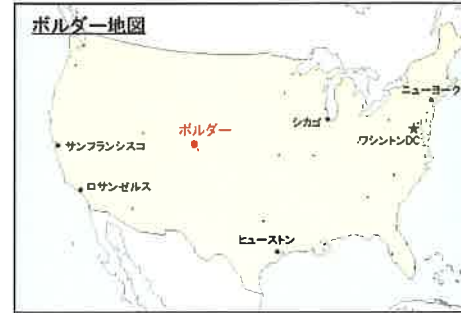 ボルダー地図
ニューヨーク
シカゴ
ボルダー
ワシントンDC
サンフランシスコ
ロサンゼルス
ヒューストン